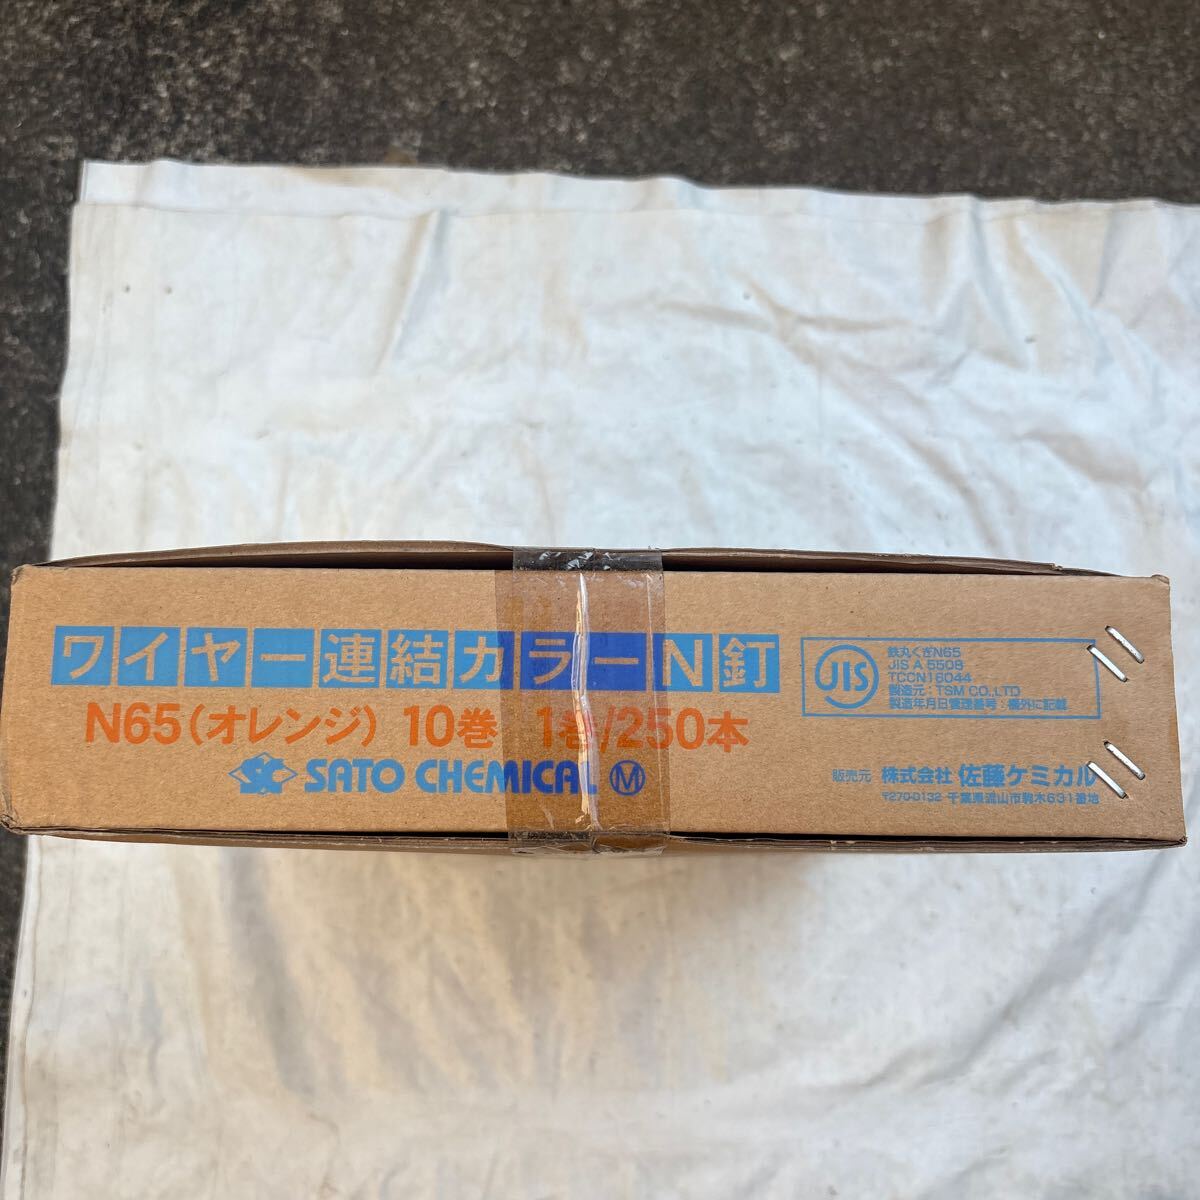 ワイヤー連結カラーN釘
N65(オレンジ) 10巻 1巻/250本
SC SATO CHEMICAL M
JIS
鉄丸くぎN65
JIS A 5508
TCCN16044
製造元:TSM CO.,LTD
製造年月日管理番号:欄外に記載
販売元 株式会社 佐藤ケミカル
〒270-0132 千葉県流山市駒木631番地